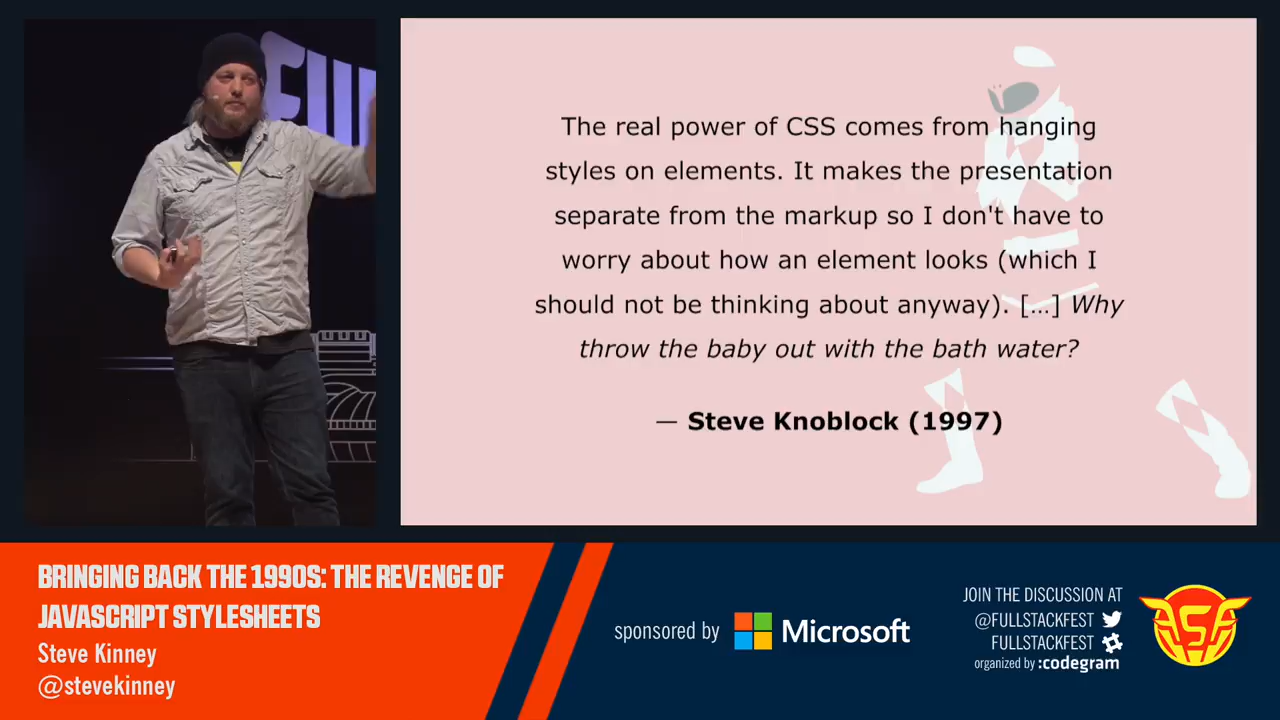 The real power of CSS comes from hanging
styles on elements. It makes the presentation
separate from the markup so I don't have to
worry about how an element looks (which I
should not be thinking about anyway). […] Why
throw the baby out with the bath water?
— Steve Knoblock (1997)
BRINGING BACK THE 1990S: THE REVENGE OF
JAVASCRIPT STYLESHEETS
Steve Kinney
@stevekinney
sponsored by Microsoft
JOIN THE DISCUSSION AT
@FULLSTACKFEST
FULLSTACKFEST
organized by :codegram
FSF